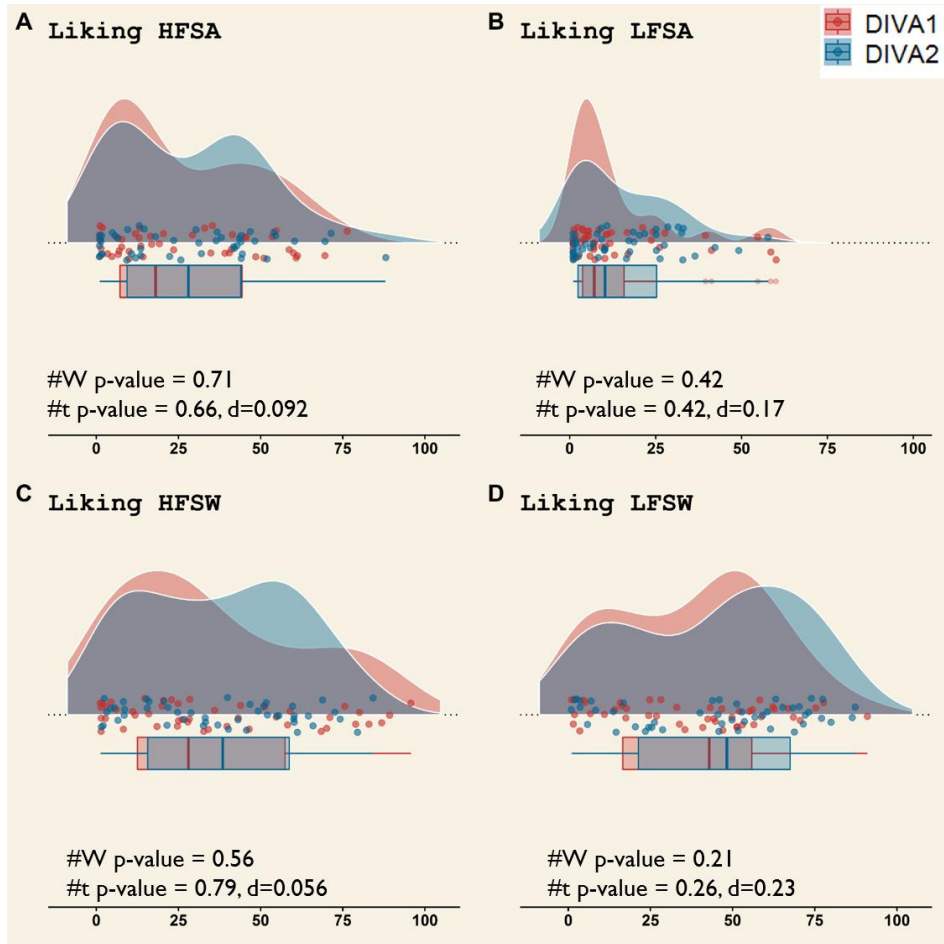 A Liking HFSA
B Liking LFSA
DIVA1
DIVA2
#W p-value = 0.71
#t p-value = 0.66, d=0.092
#W p-value = 0.42
#t p-value = 0.42, d=0.17
0 25 50 75 100
0 25 50 75 100
C Liking HFSW
D Liking LFSW
#W p-value = 0.56
#t p-value = 0.79, d=0.056
#W p-value = 0.21
#t p-value = 0.26, d=0.23
0 25 50 75 100
0 25 50 75 100